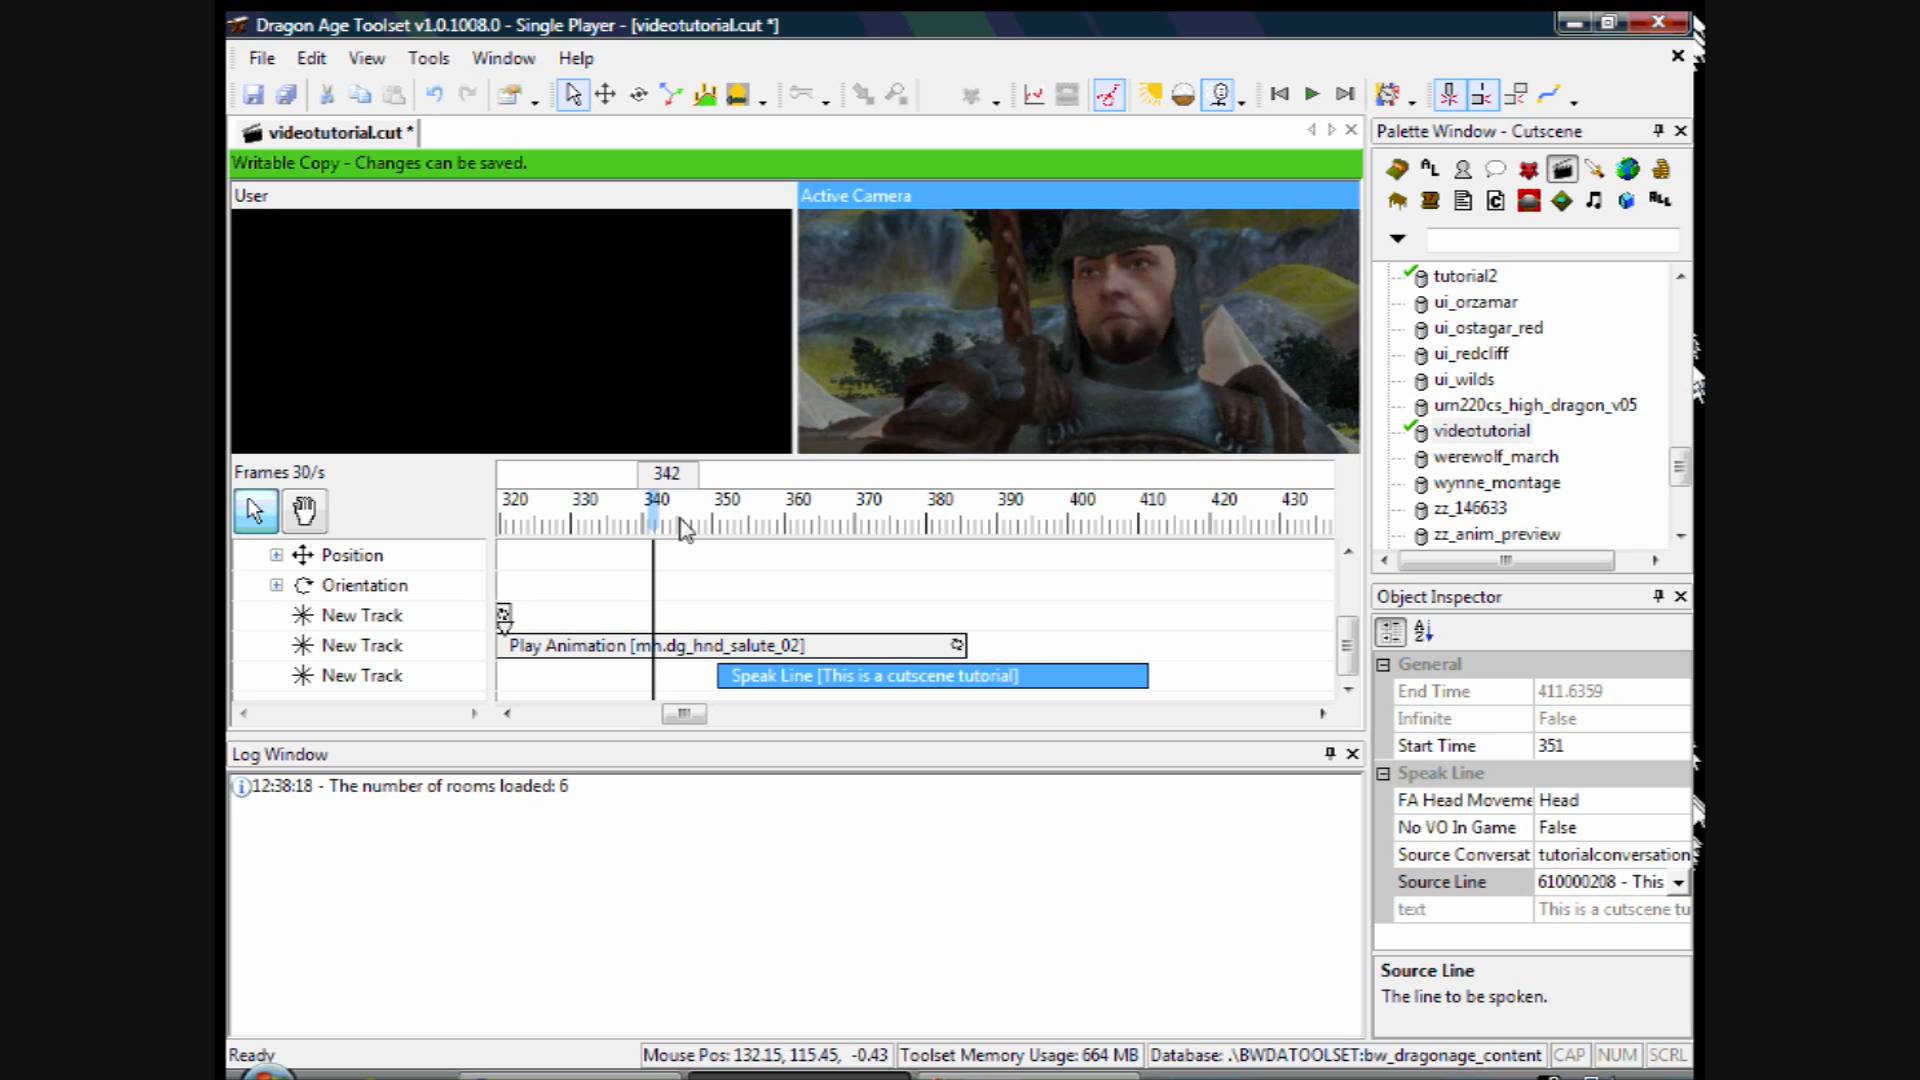 Dragon Age Toolset v1.0.1008.0 - Single Player - [videotutorial.cut *]
File Edit View Tools Window Help
videotutorial.cut *
Writable Copy - Changes can be saved.
User
Active Camera
Frames 30/s
342
320 330 340 350 360 370 380 390 400 410 420 430
Position
Orientation
New Track
New Track
Play Animation [mh.dg_hnd_salute_02]
New Track
Speak Line [This is a cutscene tutorial]
Log Window
12:38:18 - The number of rooms loaded: 6
Palette Window - Cutscene
tutorial2
ui_orzamar
ui_ostagar_red
ui_redcliff
ui_wilds
urn220cs_high_dragon_v05
videotutorial
werewolf_march
wynne_montage
zz_146633
zz_anim_preview
Object Inspector
General
End Time 411.6359
Infinite False
Start Time 351
Speak Line
FA Head Moveme Head
No VO In Game False
Source Conversat tutorialconversation
Source Line 610000208 - This
text This is a cutscene tu
Source Line
The line to be spoken.
Ready
Mouse Pos: 132.15, 115.45, -0.43
Toolset Memory Usage: 664 MB
Database: .\BWDATOOLSET:bw_dragonage_content
CAP NUM SCRL